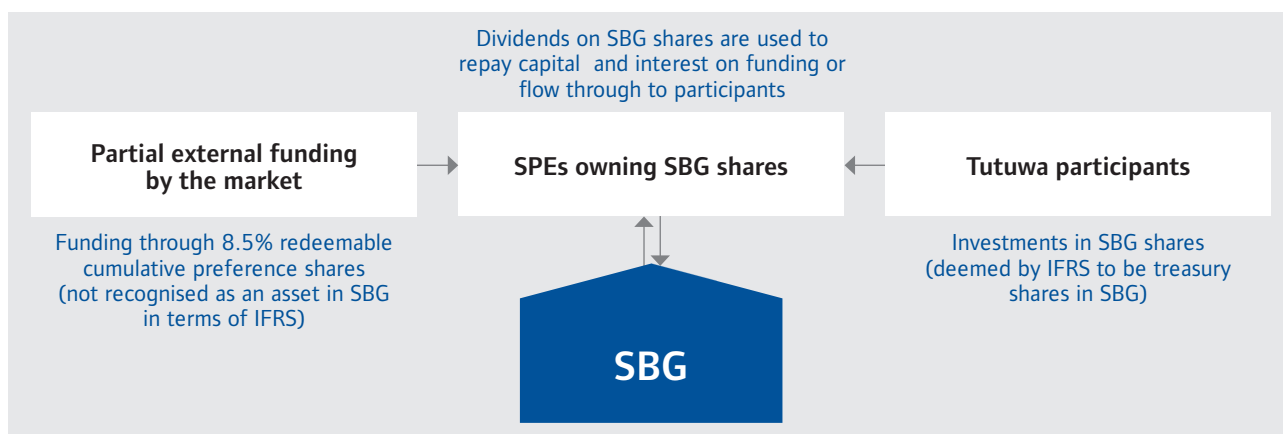 Dividends on SBG shares are used to
repay capital and interest on funding or
flow through to participants
Partial external funding
by the market
SPEs owning SBG shares
Tutuwa participants
Funding through 8.5% redeemable
cumulative preference shares
(not recognised as an asset in SBG
in terms of IFRS)
Investments in SBG shares
(deemed by IFRS to be treasury
shares in SBG)
SBG